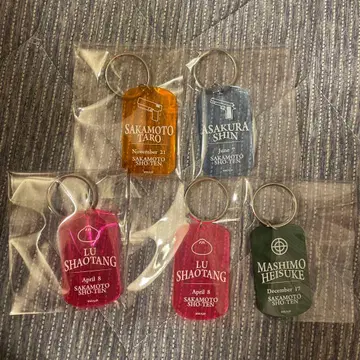 SAKAMOTO
TARO
November 21
SAKAMOTO
SHO-TEN
ASAKURA
SHIN
June
SAKAMOTO
SHO-TEN
LU
SHAOTANG
April 8
SAKAMOTO
SHO-TEN
LU
SHAOTANG
April 8
SAKAMOTO
SHO-TEN
MASHIMO
HEISUKE
December 17
SAKAMOTO
SHO-TEN